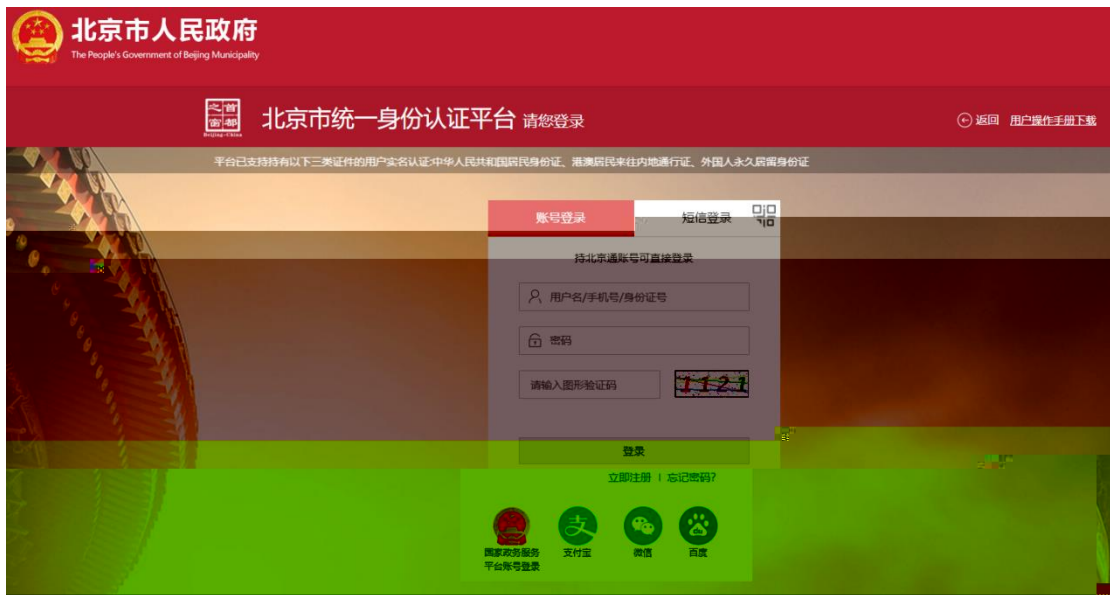 北京市人民政府
The People's Government of Beijing Municipality
首都之窗
Beijing-China
北京市统一身份认证平台 请您登录
返回 用户操作手册下载
平台已支持持有以下三类证件的用户实名认证:中华人民共和国居民身份证、港澳居民来往内地通行证、外国人永久居留身份证
账号登录 短信登录
持北京通账号可直接登录
用户名/手机号/身份证号
密码
请输入图形验证码 1121
登录
立即注册 | 忘记密码?
国家政务服务平台账号登录 支付宝 微信 百度